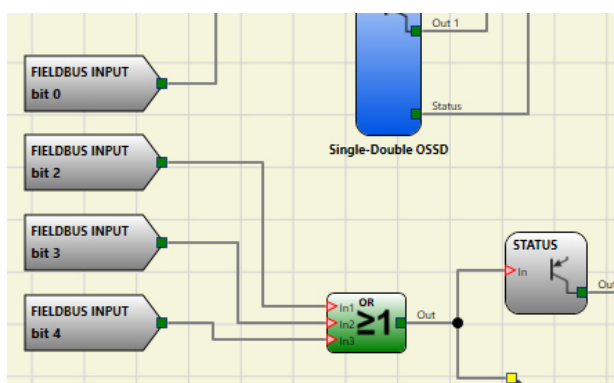 Out 1
FIELDBUS INPUT
bit 0
Status
Single-Double OSSD
FIELDBUS INPUT
bit 2
FIELDBUS INPUT
bit 3
STATUS
In
Out
FIELDBUS INPUT
bit 4
OR
In1
In2
In3
≥1
Out